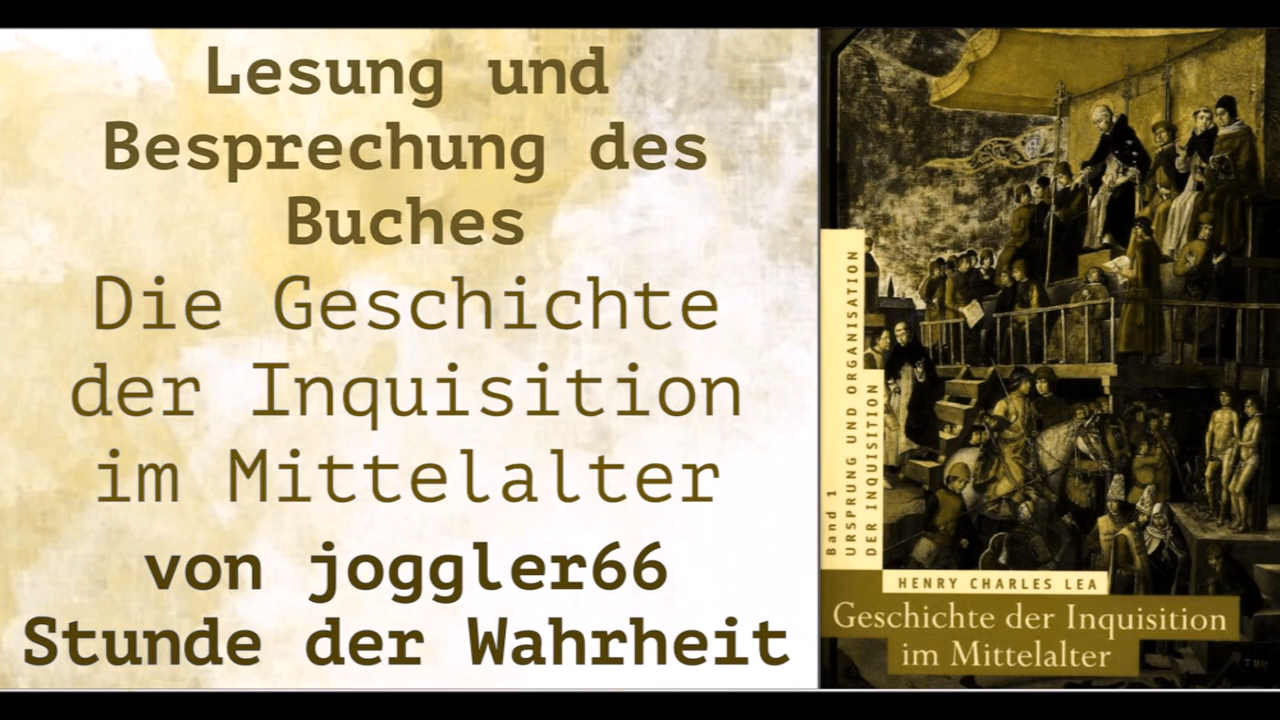 Lesung und
Besprechung des
Buches
Die Geschichte
der Inquisition
im Mittelalter
von joggler66
Stunde der Wahrheit
Band 1
URSPRUNG UND ORGANISATION
DER INQUISITION
HENRY CHARLES LEA
Geschichte der Inquisition
im Mittelalter